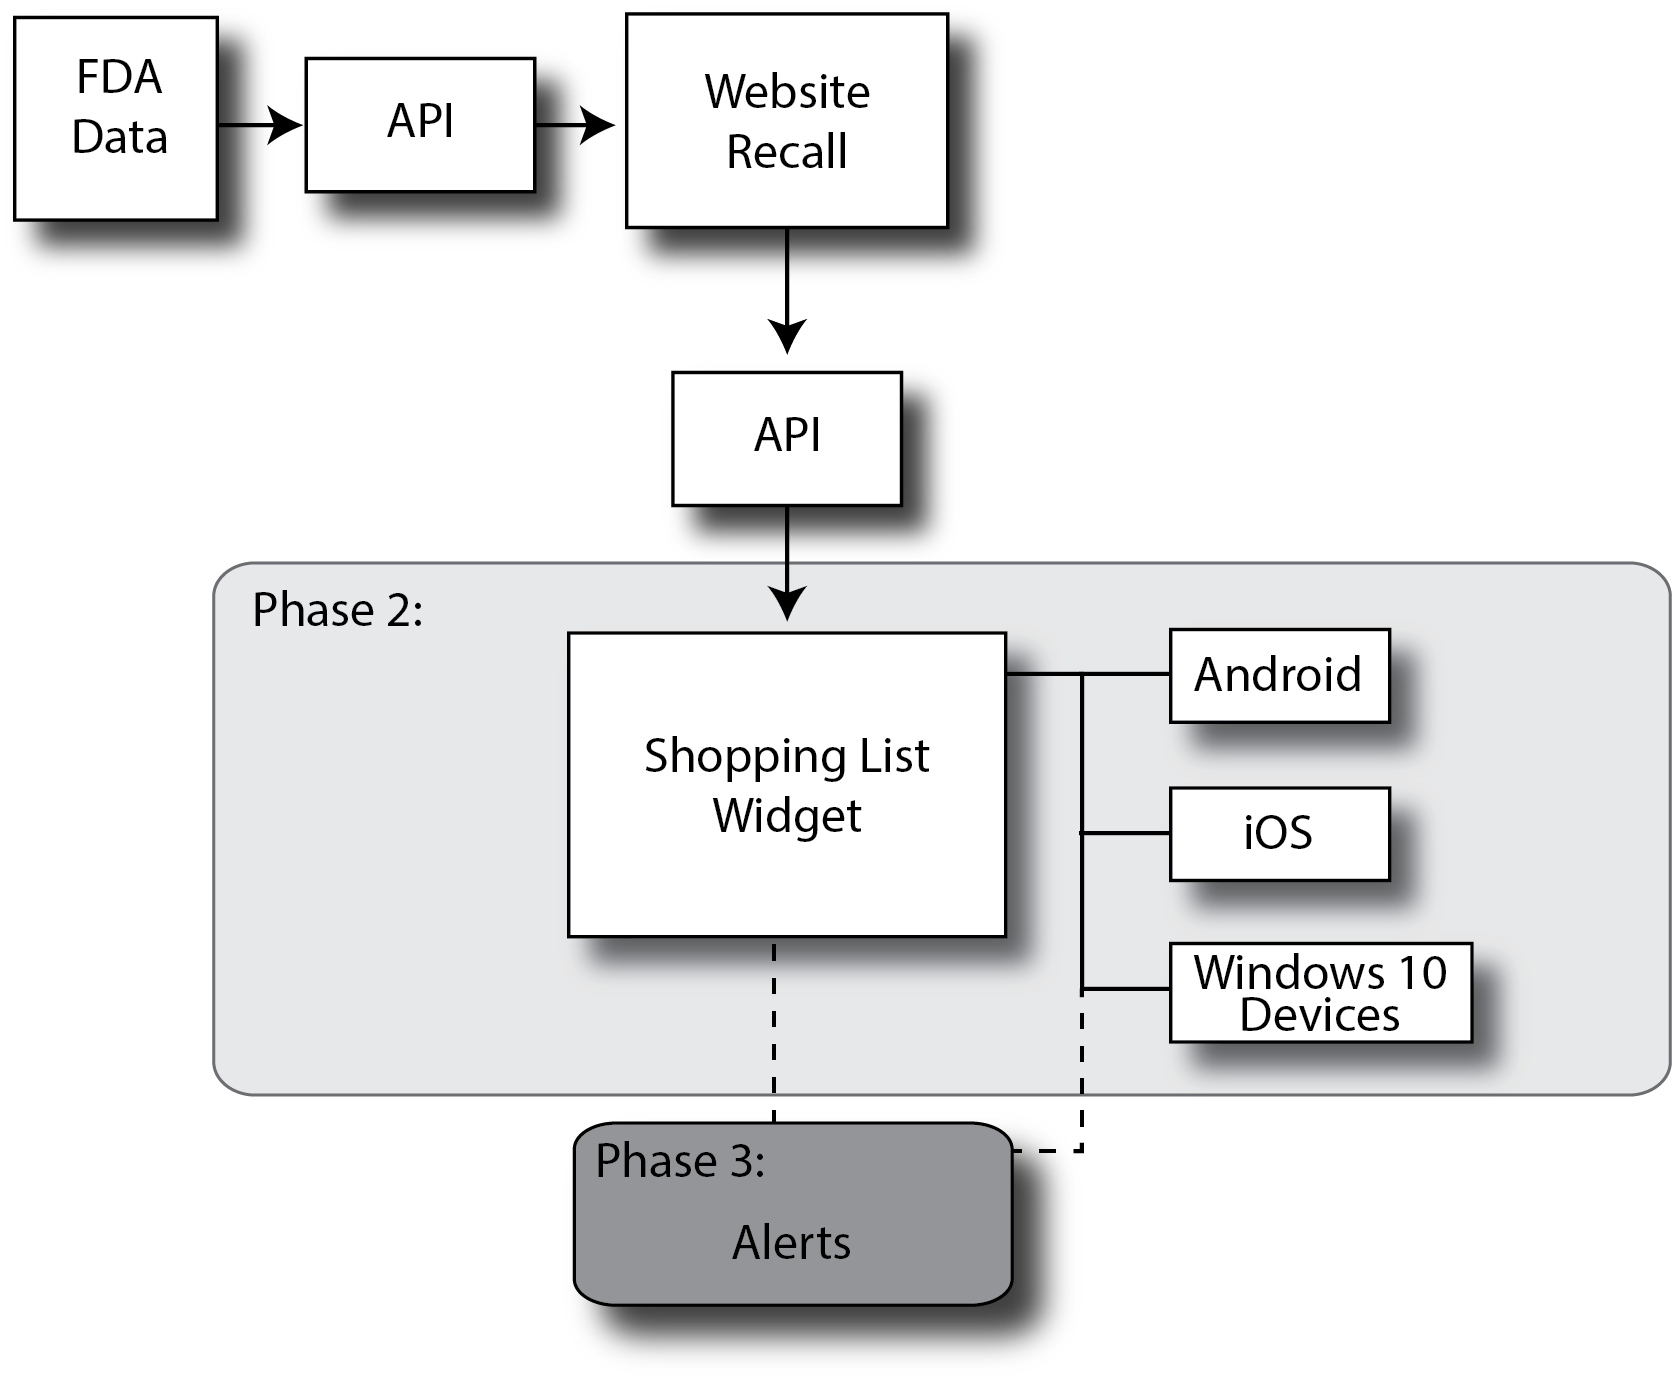 FDA
Data
API
Website
Recall
API
Phase 2:
Shopping List
Widget
Android
iOS
Windows 10
Devices
Phase 3:
Alerts